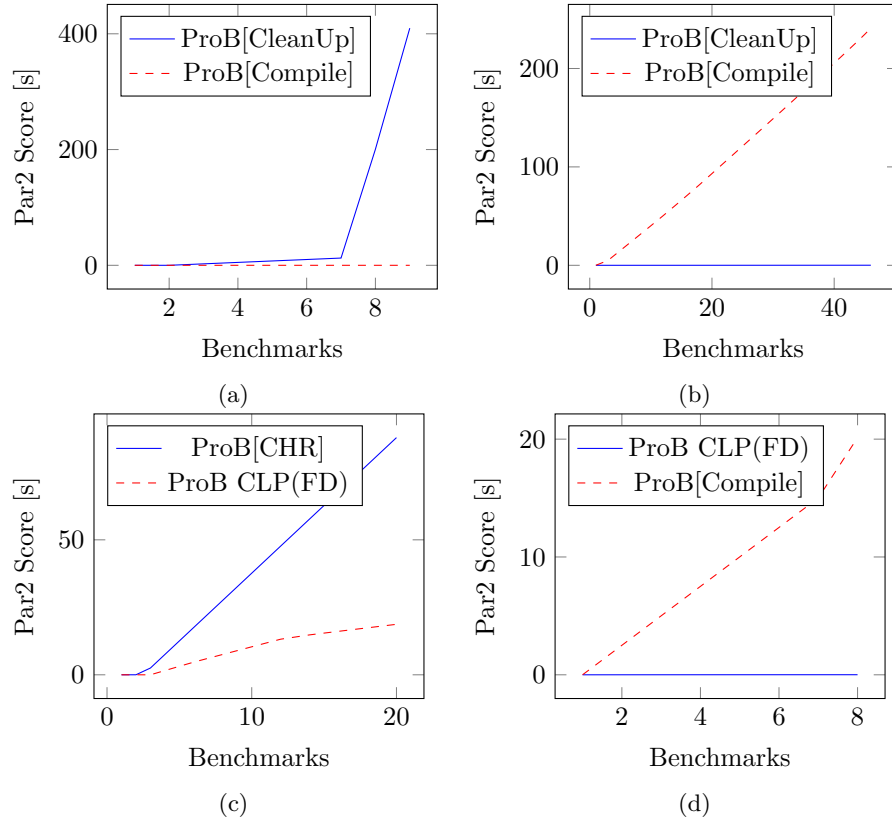 ProB[CleanUp]
ProB[Compile]
400
200
0
Par2 Score [s]
2
4
6
8
Benchmarks
(a)
ProB[CleanUp]
ProB[Compile]
200
100
0
Par2 Score [s]
0
20
40
Benchmarks
(b)
ProB[CHR]
ProB CLP(FD)
50
0
Par2 Score [s]
0
10
20
Benchmarks
(c)
ProB CLP(FD)
ProB[Compile]
20
10
0
Par2 Score [s]
2
4
6
8
Benchmarks
(d)